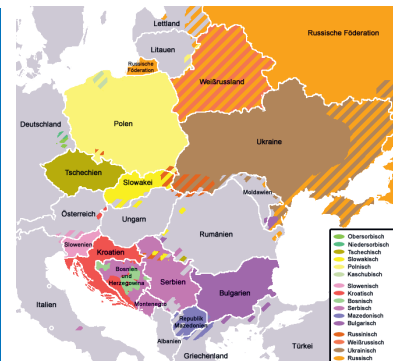 Lettland
Russische Föderation
Litauen
Russische
Föderation
Weißrussland
Deutschland
Polen
Ukraine
Tschechien
Slowakei
Moldawien
Österreich
Ungarn
Rumänien
Slowenien
Kroatien
Bosnien
und
Herzegowina
Serbien
Italien
Montenegro
Bulgarien
Republik
Mazedonien
Albanien
Türkei
Griechenland
Obersorbisch
Niedersorbisch
Tschechisch
Slowakisch
Polnisch
Kaschubisch
Slowenisch
Kroatisch
Bosnisch
Serbisch
Mazedonisch
Bulgarisch
Russinisch
Weißrussisch
Ukrainisch
Russisch